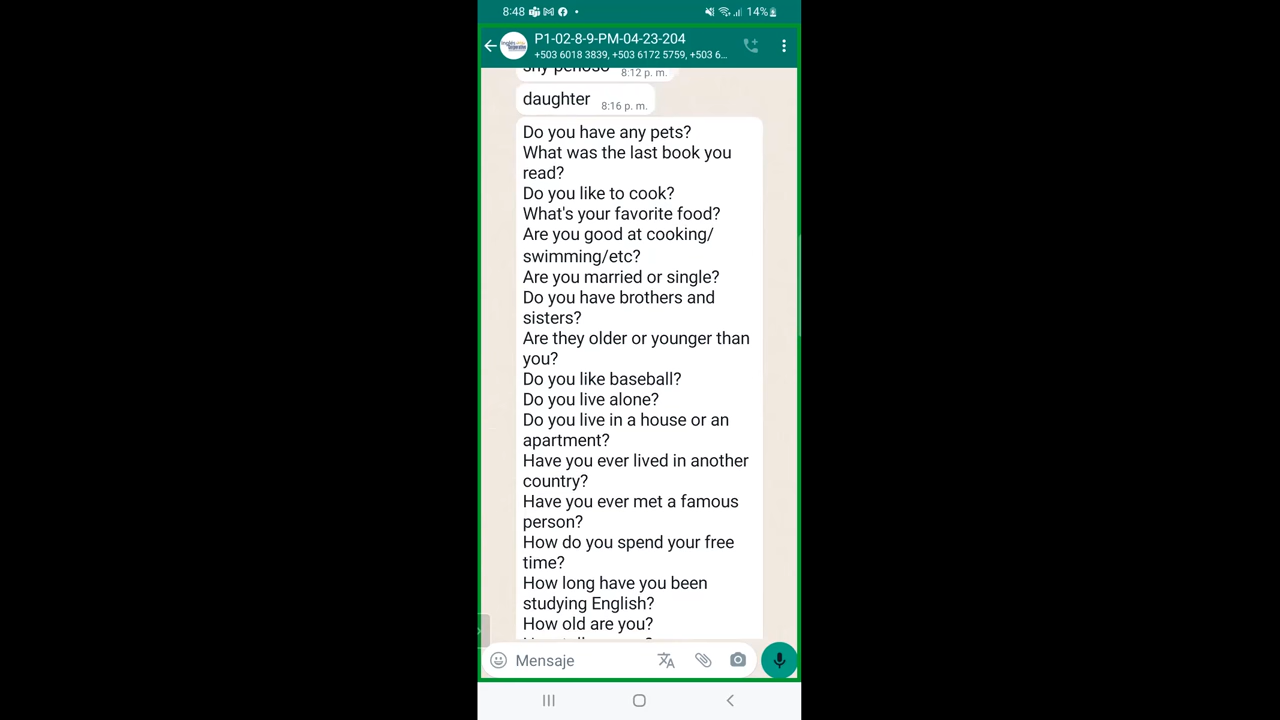 8:48
14%
P1-02-8-9-PM-04-23-204
+503 6018 3839, +503 6172 5759, +503 6...
8:12 p. m.
daughter 8:16 p. m.
Do you have any pets?
What was the last book you
read?
Do you like to cook?
What's your favorite food?
Are you good at cooking/
swimming/etc?
Are you married or single?
Do you have brothers and
sisters?
Are they older or younger than
you?
Do you like baseball?
Do you live alone?
Do you live in a house or an
apartment?
Have you ever lived in another
country?
Have you ever met a famous
person?
How do you spend your free
time?
How long have you been
studying English?
How old are you?
Mensaje